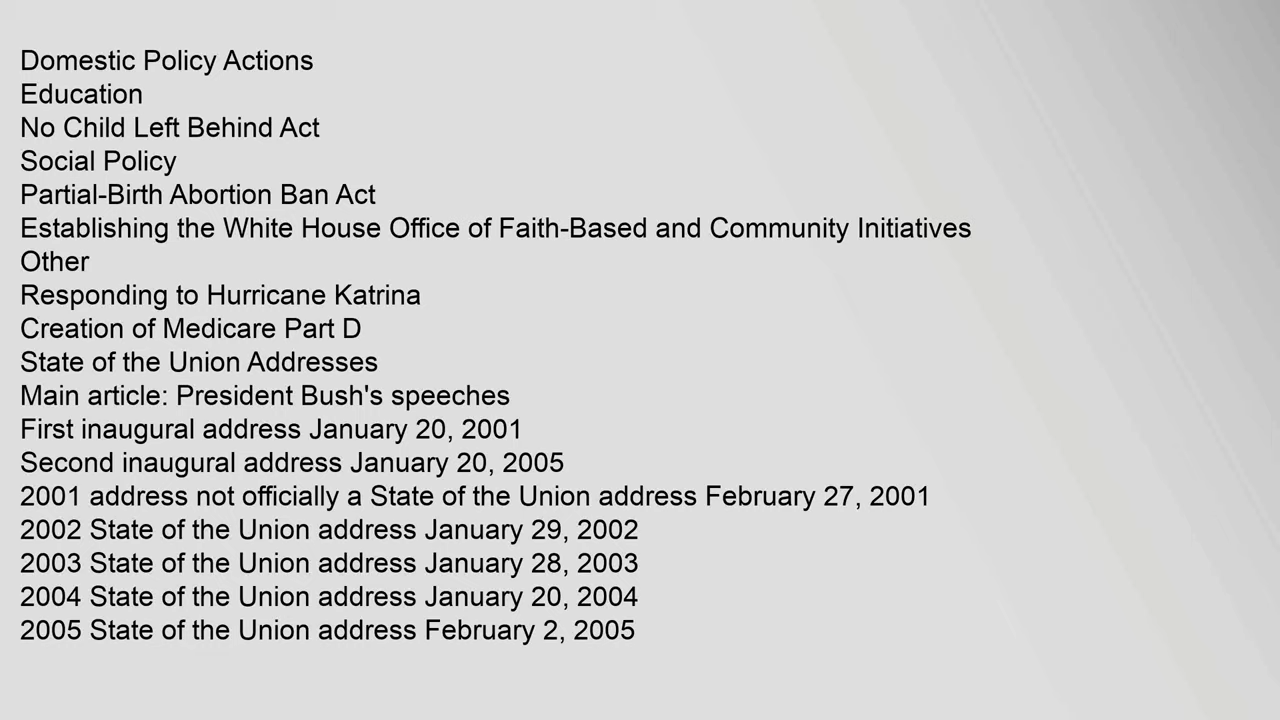 Domestic Policy Actions
Education
No Child Left Behind Act
Social Policy
Partial-Birth Abortion Ban Act
Establishing the White House Office of Faith-Based and Community Initiatives
Other
Responding to Hurricane Katrina
Creation of Medicare Part D
State of the Union Addresses
Main article: President Bush's speeches
First inaugural address January 20, 2001
Second inaugural address January 20, 2005
2001 address not officially a State of the Union address February 27, 2001
2002 State of the Union address January 29, 2002
2003 State of the Union address January 28, 2003
2004 State of the Union address January 20, 2004
2005 State of the Union address February 2, 2005